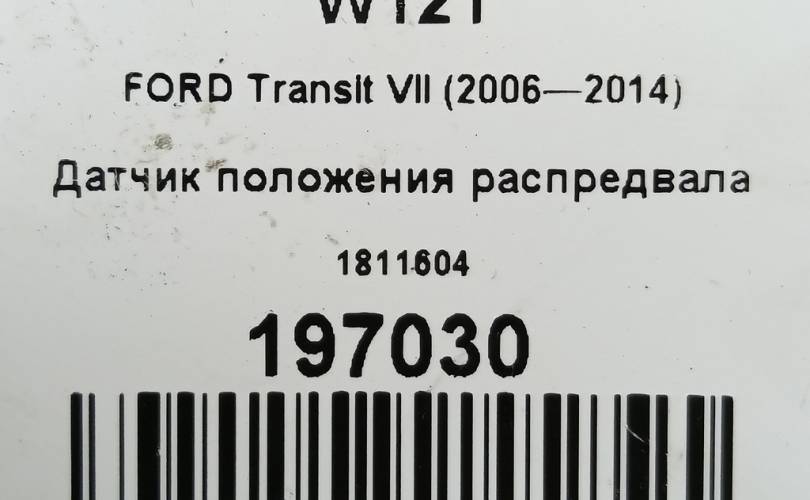 W121
FORD Transit VII (2006—2014)
Датчик положения распредвала
1811604
197030